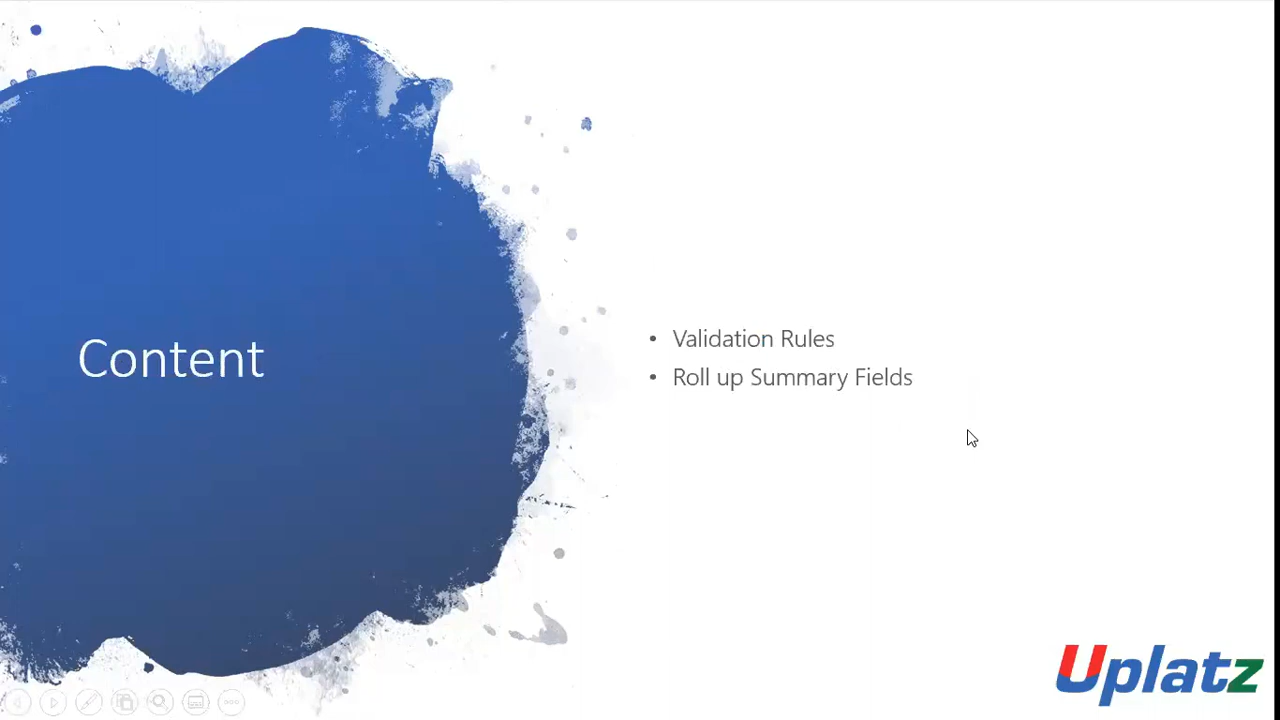 Content
• Validation Rules
• Roll up Summary Fields
Uplatz